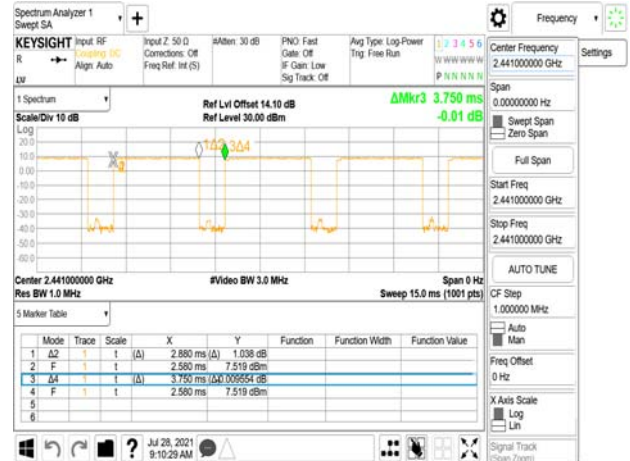 Spectrum Analyzer 1
Swept SA
Frequency
KEYSIGHT
R
Input: RF
Coupling: DC
Align: Auto
Input Z: 50 Ω
Corrections: Off
Freq Ref: Int (S)
#Atten: 30 dB
PNO: Fast
Gate: Off
IF Gain: Low
Sig Track: Off
Avg Type: Log-Power
Trig: Free Run
1 2 3 4 5 6
W W W W W W
P N N N N N
Center Frequency
2.441000000 GHz
Settings
1 Spectrum
Scale/Div 10 dB
Ref Lvl Offset 14.10 dB
Ref Level 30.00 dBm
ΔMkr3 3.750 ms
-0.01 dB
Span
0.00000000 Hz
Swept Span
Zero Span
Log
20.0
10.0
0.00
-10.0
-20.0
-30.0
-40.0
-50.0
-60.0
3Δ4
Full Span
Start Freq
2.441000000 GHz
Stop Freq
2.441000000 GHz
AUTO TUNE
Center 2.441000000 GHz
Res BW 1.0 MHz
#Video BW 3.0 MHz
Span 0 Hz
Sweep 15.0 ms (1001 pts)
CF Step
1.000000 MHz
Auto
Man
5 Marker Table
Mode Trace Scale X Y Function Function Width Function Value
1 Δ2 1 t (Δ) 2.880 ms (Δ) 1.038 dB
2 F 1 t 2.580 ms 7.519 dBm
3 Δ4 1 t (Δ) 3.750 ms (Δ) 0.009554 dB
4 F 1 t 2.580 ms 7.519 dBm
5
6
Freq Offset
0 Hz
X Axis Scale
Log
Lin
Signal Track
(Span Zoom)
?
Jul 28, 2021
9:10:29 AM